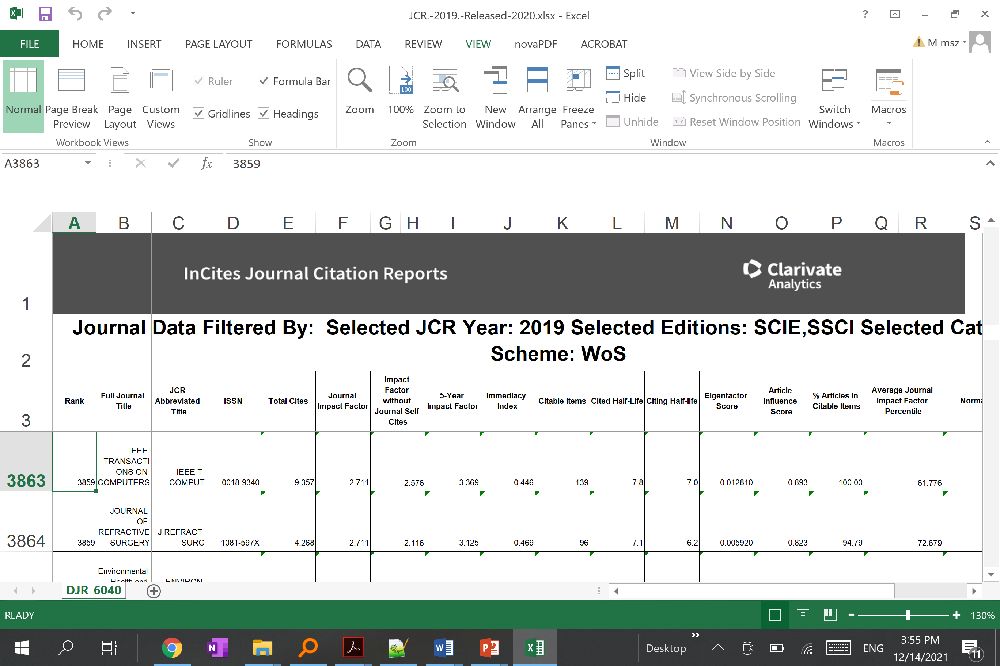 JCR.-2019.-Released-2020.xlsx - Excel
?
FILE HOME INSERT PAGE LAYOUT FORMULAS DATA REVIEW VIEW novaPDF ACROBAT
M msz
Normal
Page Break
Preview
Page
Layout
Custom
Views
Workbook Views
Ruler
Formula Bar
Gridlines
Headings
Show
Zoom
100
100%
Zoom to
Selection
Zoom
New
Window
Arrange
All
Freeze
Panes
Split
Hide
Unhide
View Side by Side
Synchronous Scrolling
Reset Window Position
Switch
Windows
Window
Macros
Macros
A3863
fx
3859
A B C D E F G H I J K L M N O P Q R S
1
InCites Journal Citation Reports
Clarivate
Analytics
2
Journal Data Filtered By: Selected JCR Year: 2019 Selected Editions: SCIE,SSCI Selected Cat
Scheme: WoS
3
Rank
Full Journal
Title
JCR
Abbreviated
Title
ISSN
Total Cites
Journal
Impact Factor
Impact
Factor
without
Journal Self
Cites
5-Year
Impact Factor
Immediacy
Index
Citable Items
Cited Half-Life
Citing Half-life
Eigenfactor
Score
Article
Influence
Score
% Articles in
Citable Items
Average Journal
Impact Factor
Percentile
Norma
3863
3859
IEEE
TRANSACTI
ONS ON
COMPUTERS
IEEE T
COMPUT
0018-9340
9,357
2.711
2.576
3.369
0.446
139
7.8
7.0
0.012810
0.893
100.00
61.776
3864
3859
JOURNAL
OF
REFRACTIVE
SURGERY
J REFRACT
SURG
1081-597X
4,268
2.711
2.116
3.125
0.469
96
7.1
6.2
0.005920
0.823
94.79
72.679
Environmental
Health and
ENVIRON
DJR_6040
READY
130%
Desktop
ENG
3:55 PM
12/14/2021
11